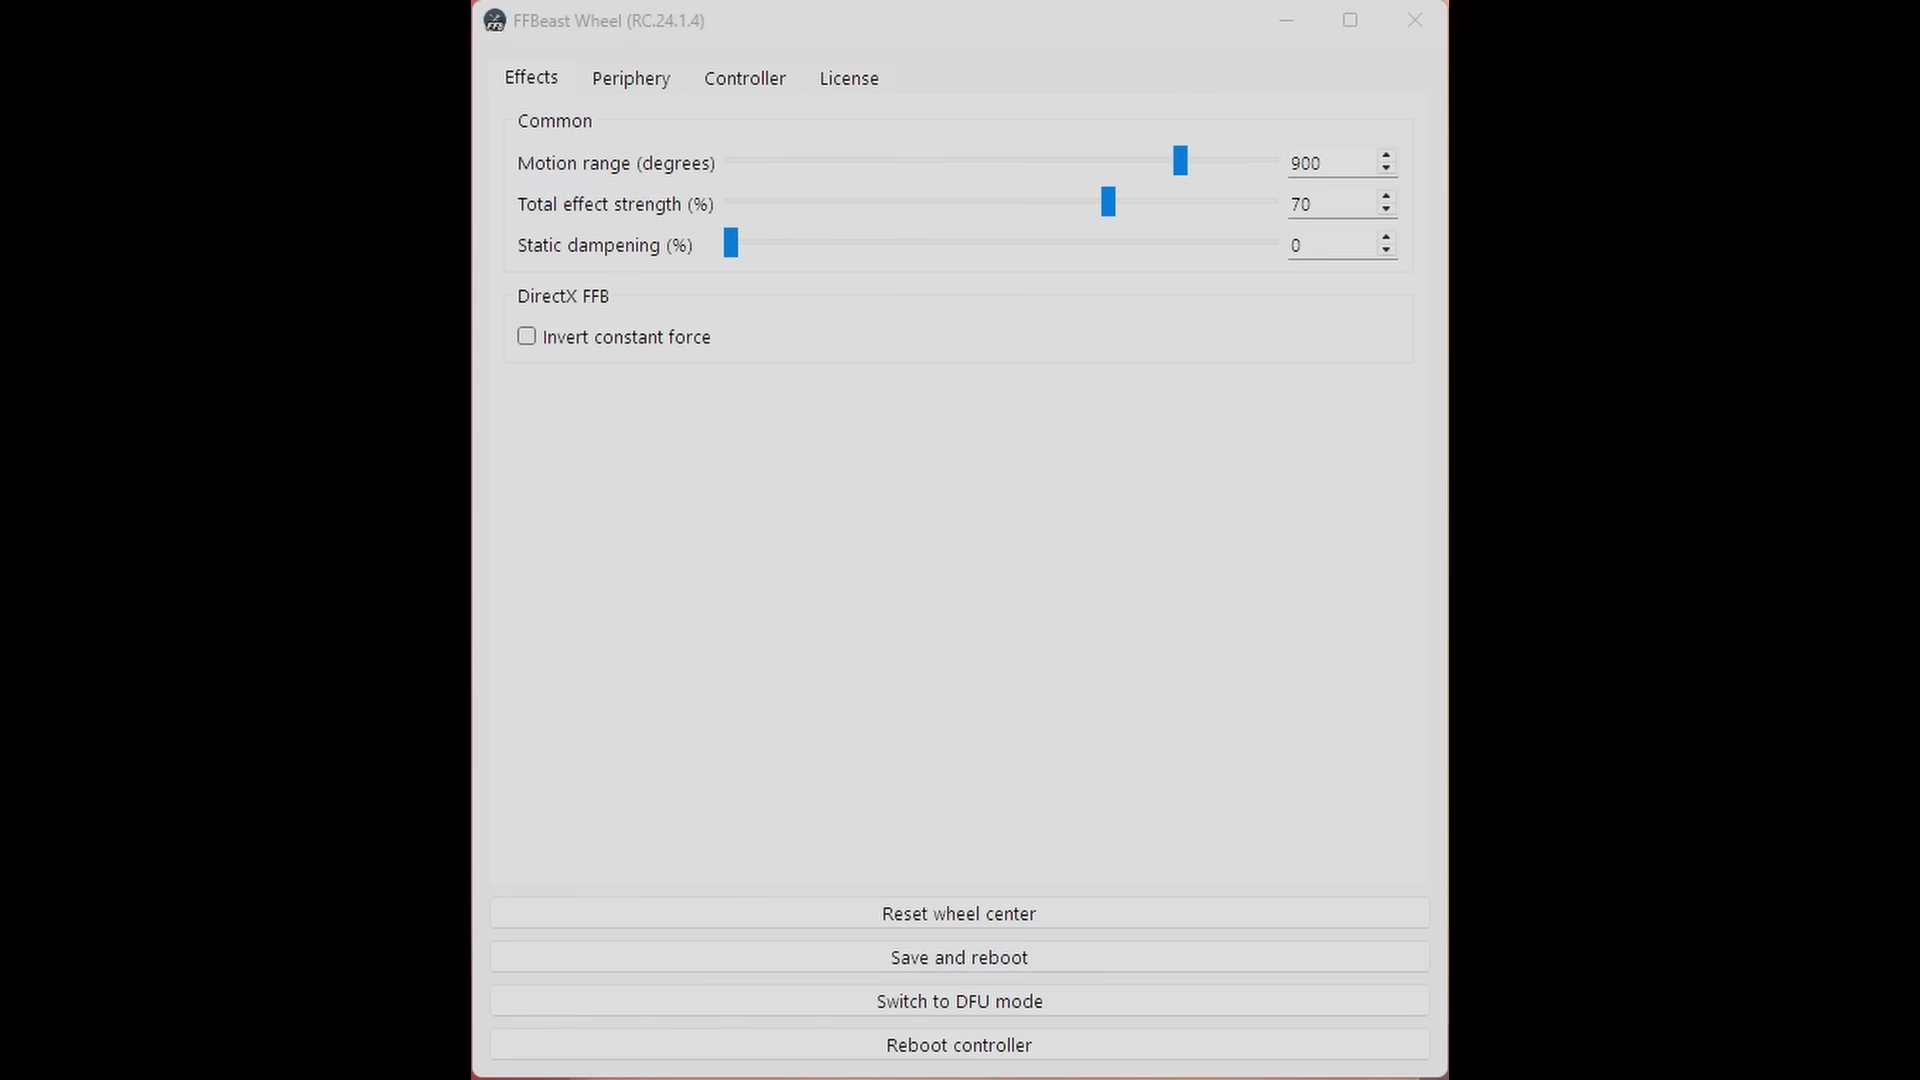 FFBeast Wheel (RC.24.1.4)
Effects Periphery Controller License
Common
Motion range (degrees) 900
Total effect strength (%) 70
Static dampening (%) 0
DirectX FFB
Invert constant force
Reset wheel center
Save and reboot
Switch to DFU mode
Reboot controller